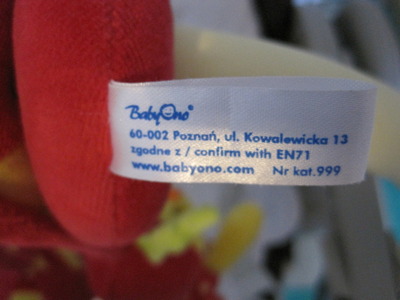 BabyOno®
60-002 Poznań, ul. Kowalewicka 13
zgodne z / confirm with EN71
www.babyono.com Nr kat.999